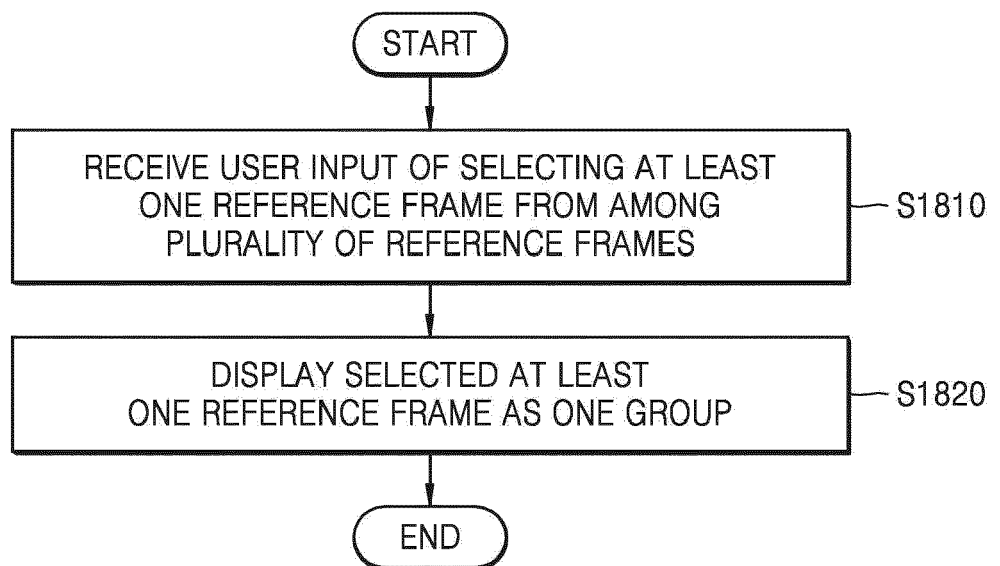 START
RECEIVE USER INPUT OF SELECTING AT LEAST
ONE REFERENCE FRAME FROM AMONG
PLURALITY OF REFERENCE FRAMES
S1810
DISPLAY SELECTED AT LEAST
ONE REFERENCE FRAME AS ONE GROUP
S1820
END